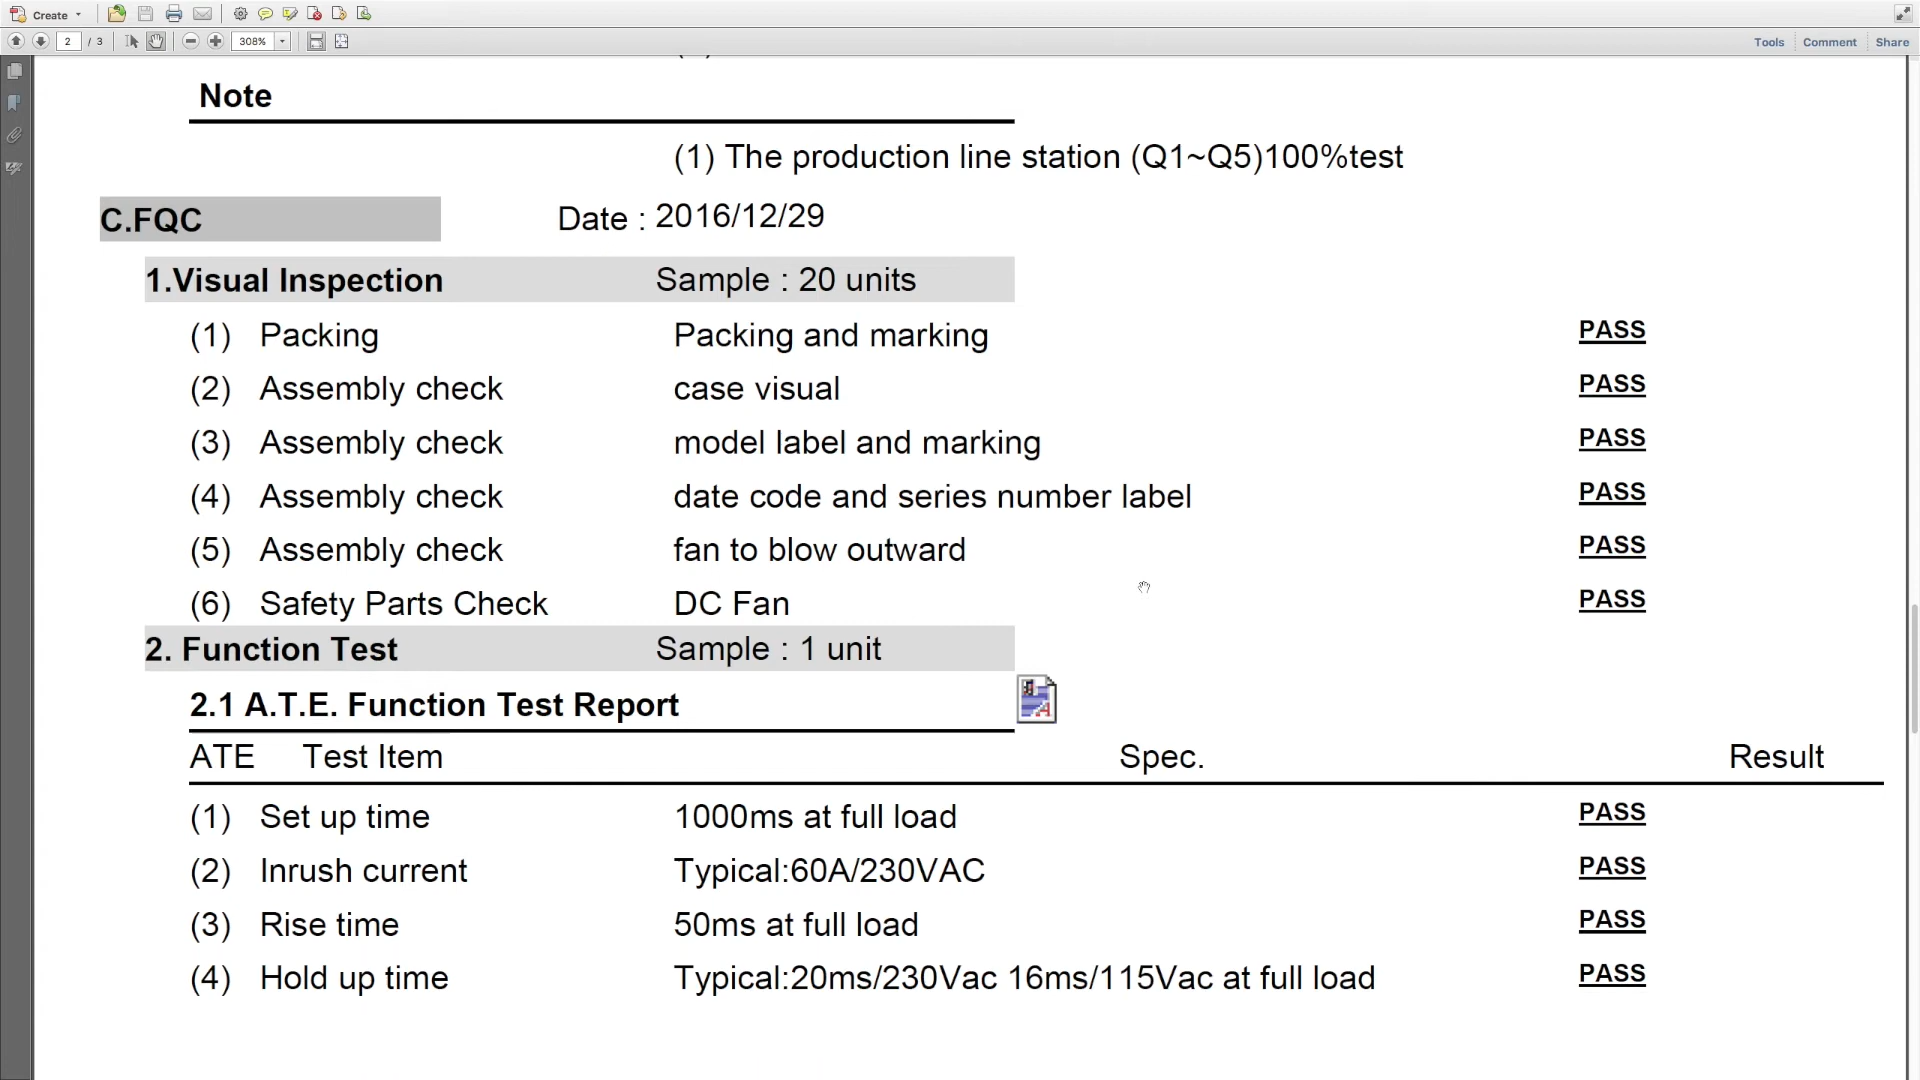 Create
2 / 3
308%
Tools Comment Share
Note
(1) The production line station (Q1~Q5)100%test
C.FQC Date : 2016/12/29
1.Visual Inspection Sample : 20 units
(1) Packing Packing and marking PASS
(2) Assembly check case visual PASS
(3) Assembly check model label and marking PASS
(4) Assembly check date code and series number label PASS
(5) Assembly check fan to blow outward PASS
(6) Safety Parts Check DC Fan PASS
2. Function Test Sample : 1 unit
2.1 A.T.E. Function Test Report
ATE Test Item Spec. Result
(1) Set up time 1000ms at full load PASS
(2) Inrush current Typical:60A/230VAC PASS
(3) Rise time 50ms at full load PASS
(4) Hold up time Typical:20ms/230Vac 16ms/115Vac at full load PASS